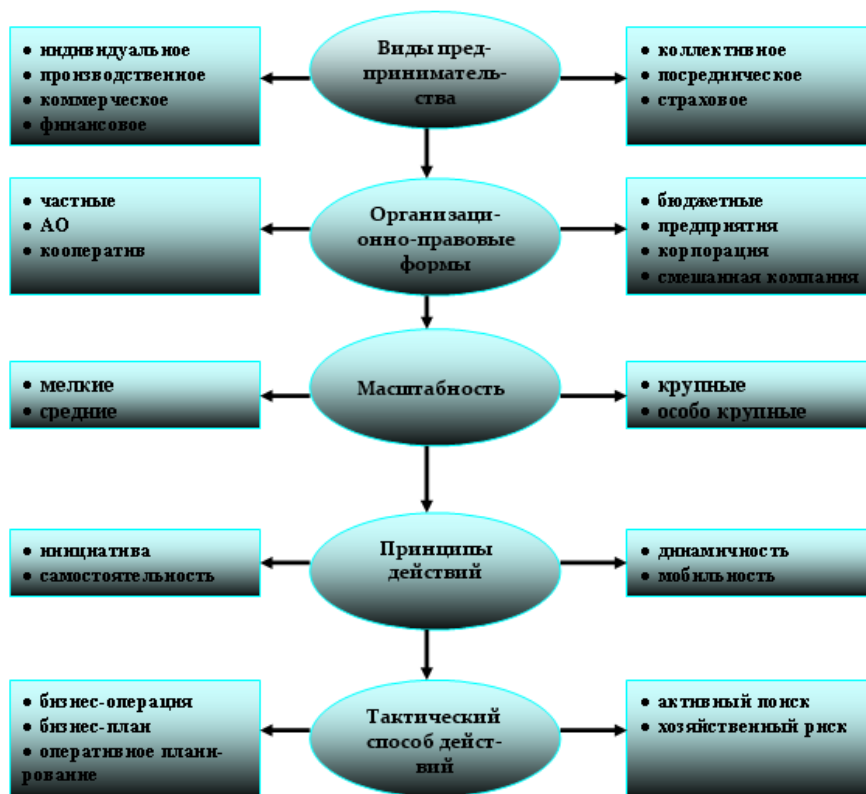 Виды пред-
приниматель-
ства
● индивидуальное
● производственное
● коммерческое
● финансовое
● коллективное
● посредническое
● страховое
Организаци-
онно-правовые
формы
● частные
● АО
● кооператив
● бюджетные
● предприятия
● корпорация
● смешанная компания
Масштабность
● мелкие
● средние
● крупные
● особо крупные
Принципы
действий
● инициатива
● самостоятельность
● динамичность
● мобильность
Тактический
способ дейст-
вий
● бизнес-операция
● бизнес-план
● оперативное плани-
рование
● активный поиск
● хозяйственный риск